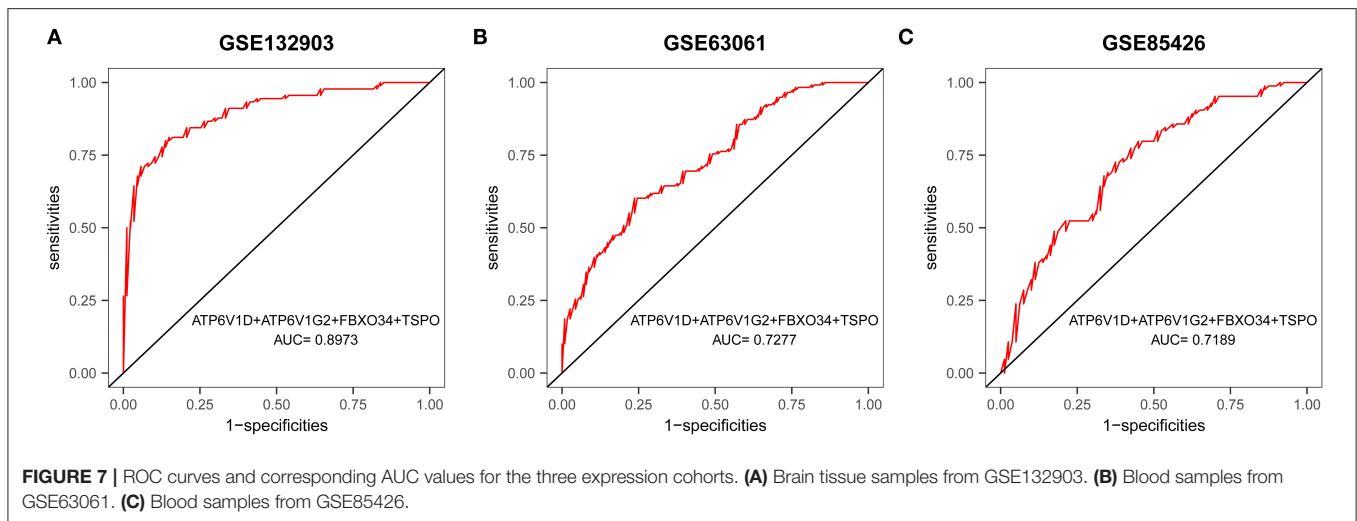 A
GSE132903
1.00
0.75
0.50
0.25
0.00
sensitivities
ATP6V1D+ATP6V1G2+FBXO34+TSPO
AUC= 0.8973
0.00 0.25 0.50 0.75 1.00
1−specificities
B
GSE63061
1.00
0.75
0.50
0.25
0.00
sensitivities
ATP6V1D+ATP6V1G2+FBXO34+TSPO
AUC= 0.7277
0.00 0.25 0.50 0.75 1.00
1−specificities
C
GSE85426
1.00
0.75
0.50
0.25
0.00
sensitivities
ATP6V1D+ATP6V1G2+FBXO34+TSPO
AUC= 0.7189
0.00 0.25 0.50 0.75 1.00
1−specificities
FIGURE 7 | ROC curves and corresponding AUC values for the three expression cohorts. (A) Brain tissue samples from GSE132903. (B) Blood samples from
GSE63061. (C) Blood samples from GSE85426.